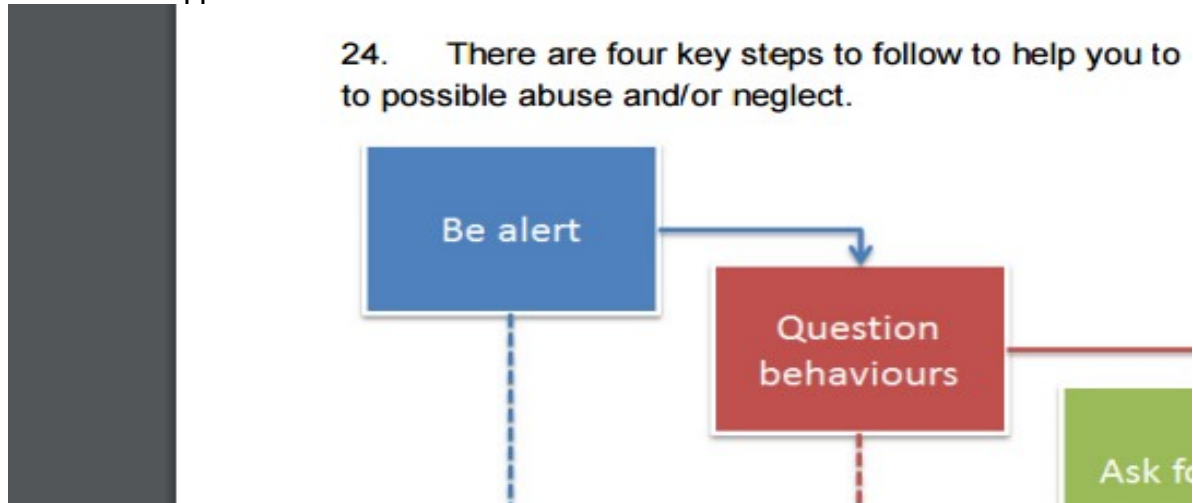 24. There are four key steps to follow to help you to
to possible abuse and/or neglect.
Be alert
Question
behaviours
Ask